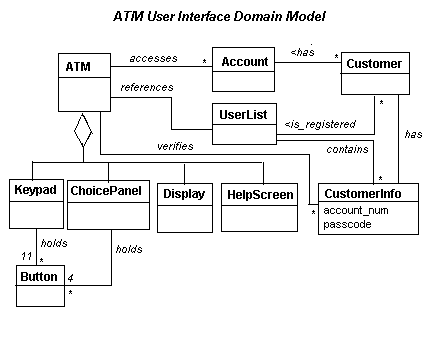 ATM User Interface Domain Model
accesses
<has
ATM
*
Account
*
Customer
references
*
UserList
<is_registered
has
verifies
contains
*
Keypad
ChoicePanel
Display
HelpScreen
CustomerInfo
*
account_num
passcode
holds
holds
11
*
4
Button
*